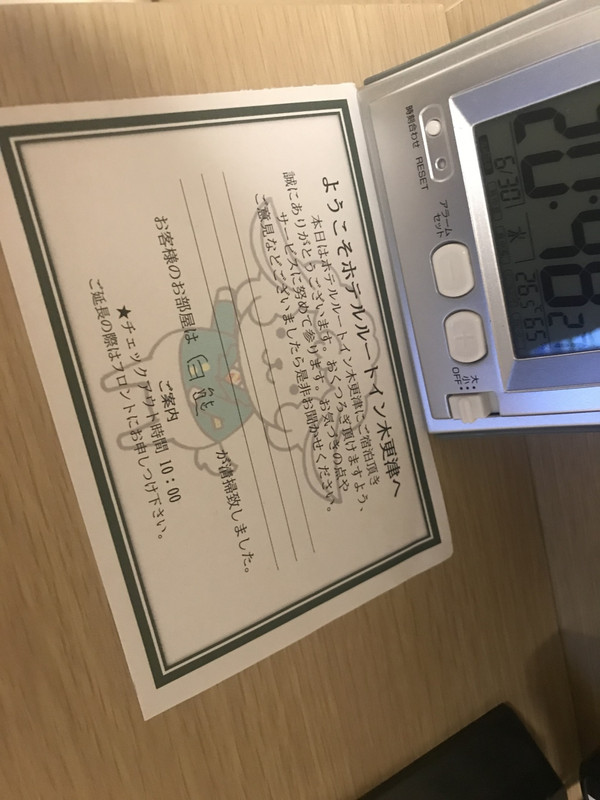 ようこそホテルルートイン木更津へ
本日はホテルルートイン木更津にご宿泊頂き
誠にありがとうございます。おくつろぎ頂けますよう、
サービスに努めて参ります。お気づきの点や
ご意見などございましたら是非お聞かせください。
お客様のお部屋は 白熊 が清掃致しました。
ご案内
★チェックアウト時間 10:00
ご延長の際はフロントにお申しつけ下さい。
時刻合わせ
RESET
アラーム
セット
大
小
OFF
20:48
6/30 水